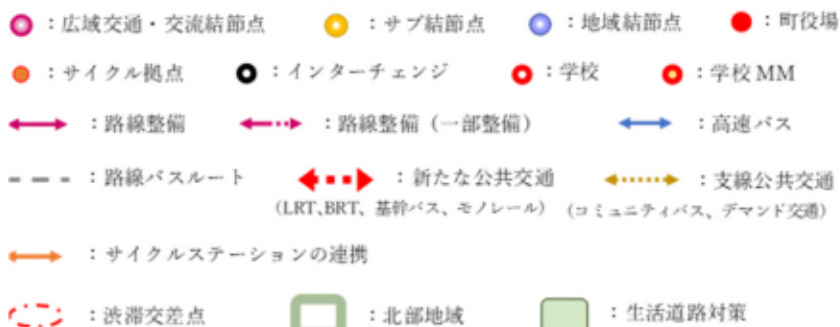 ：広域交通・交流結節点　：サブ結節点　：地域結節点　：町役場
：サイクル拠点　：インターチェンジ　：学校　：学校 MM
：路線整備　：路線整備（一部整備）　：高速バス
：路線バスルート　：新たな公共交通　：支線公共交通
(LRT、BRT、基幹バス、モノレール)　(コミュニティバス、デマンド交通)
：サイクルステーションの連携
：渋滞交差点　：北部地域　：生活道路対策